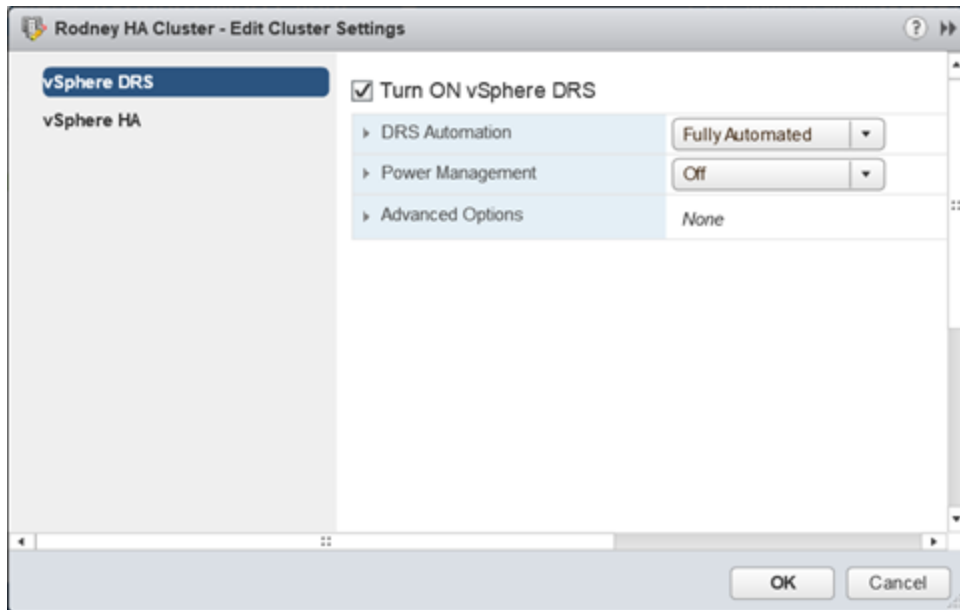 Rodney HA Cluster - Edit Cluster Settings
vSphere DRS
vSphere HA
Turn ON vSphere DRS
DRS Automation Fully Automated
Power Management Off
Advanced Options None
OK Cancel